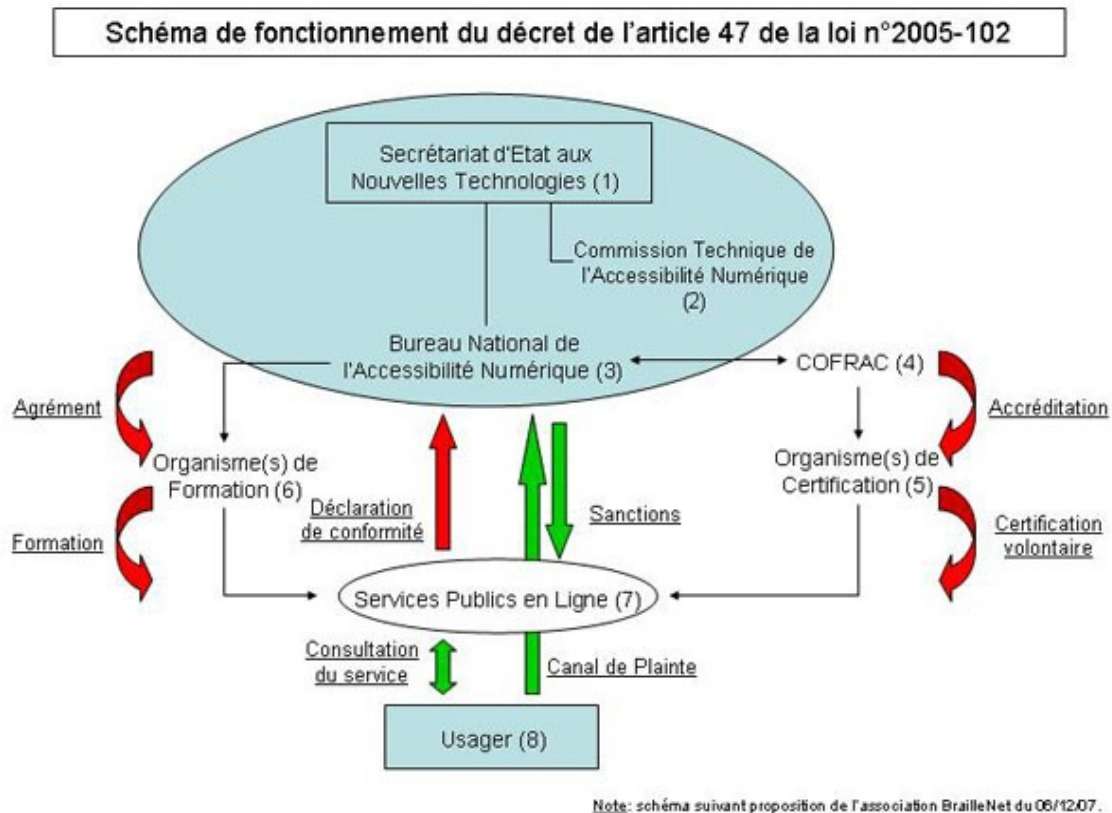 Schéma de fonctionnement du décret de l'article 47 de la loi n°2005-102
Secrétariat d'Etat aux
Nouvelles Technologies (1)
Commission Technique de
l'Accessibilité Numérique
(2)
Bureau National de
l'Accessibilité Numérique (3)
COFRAC (4)
Agrément
Accréditation
Organisme(s) de
Formation (6)
Organisme(s) de
Certification (5)
Déclaration
de conformité
Sanctions
Formation
Certification
volontaire
Services Publics en Ligne (7)
Consultation
du service
Canal de Plainte
Usager (8)
Note: schéma suivant proposition de l'association BrailleNet du 06/12/07.